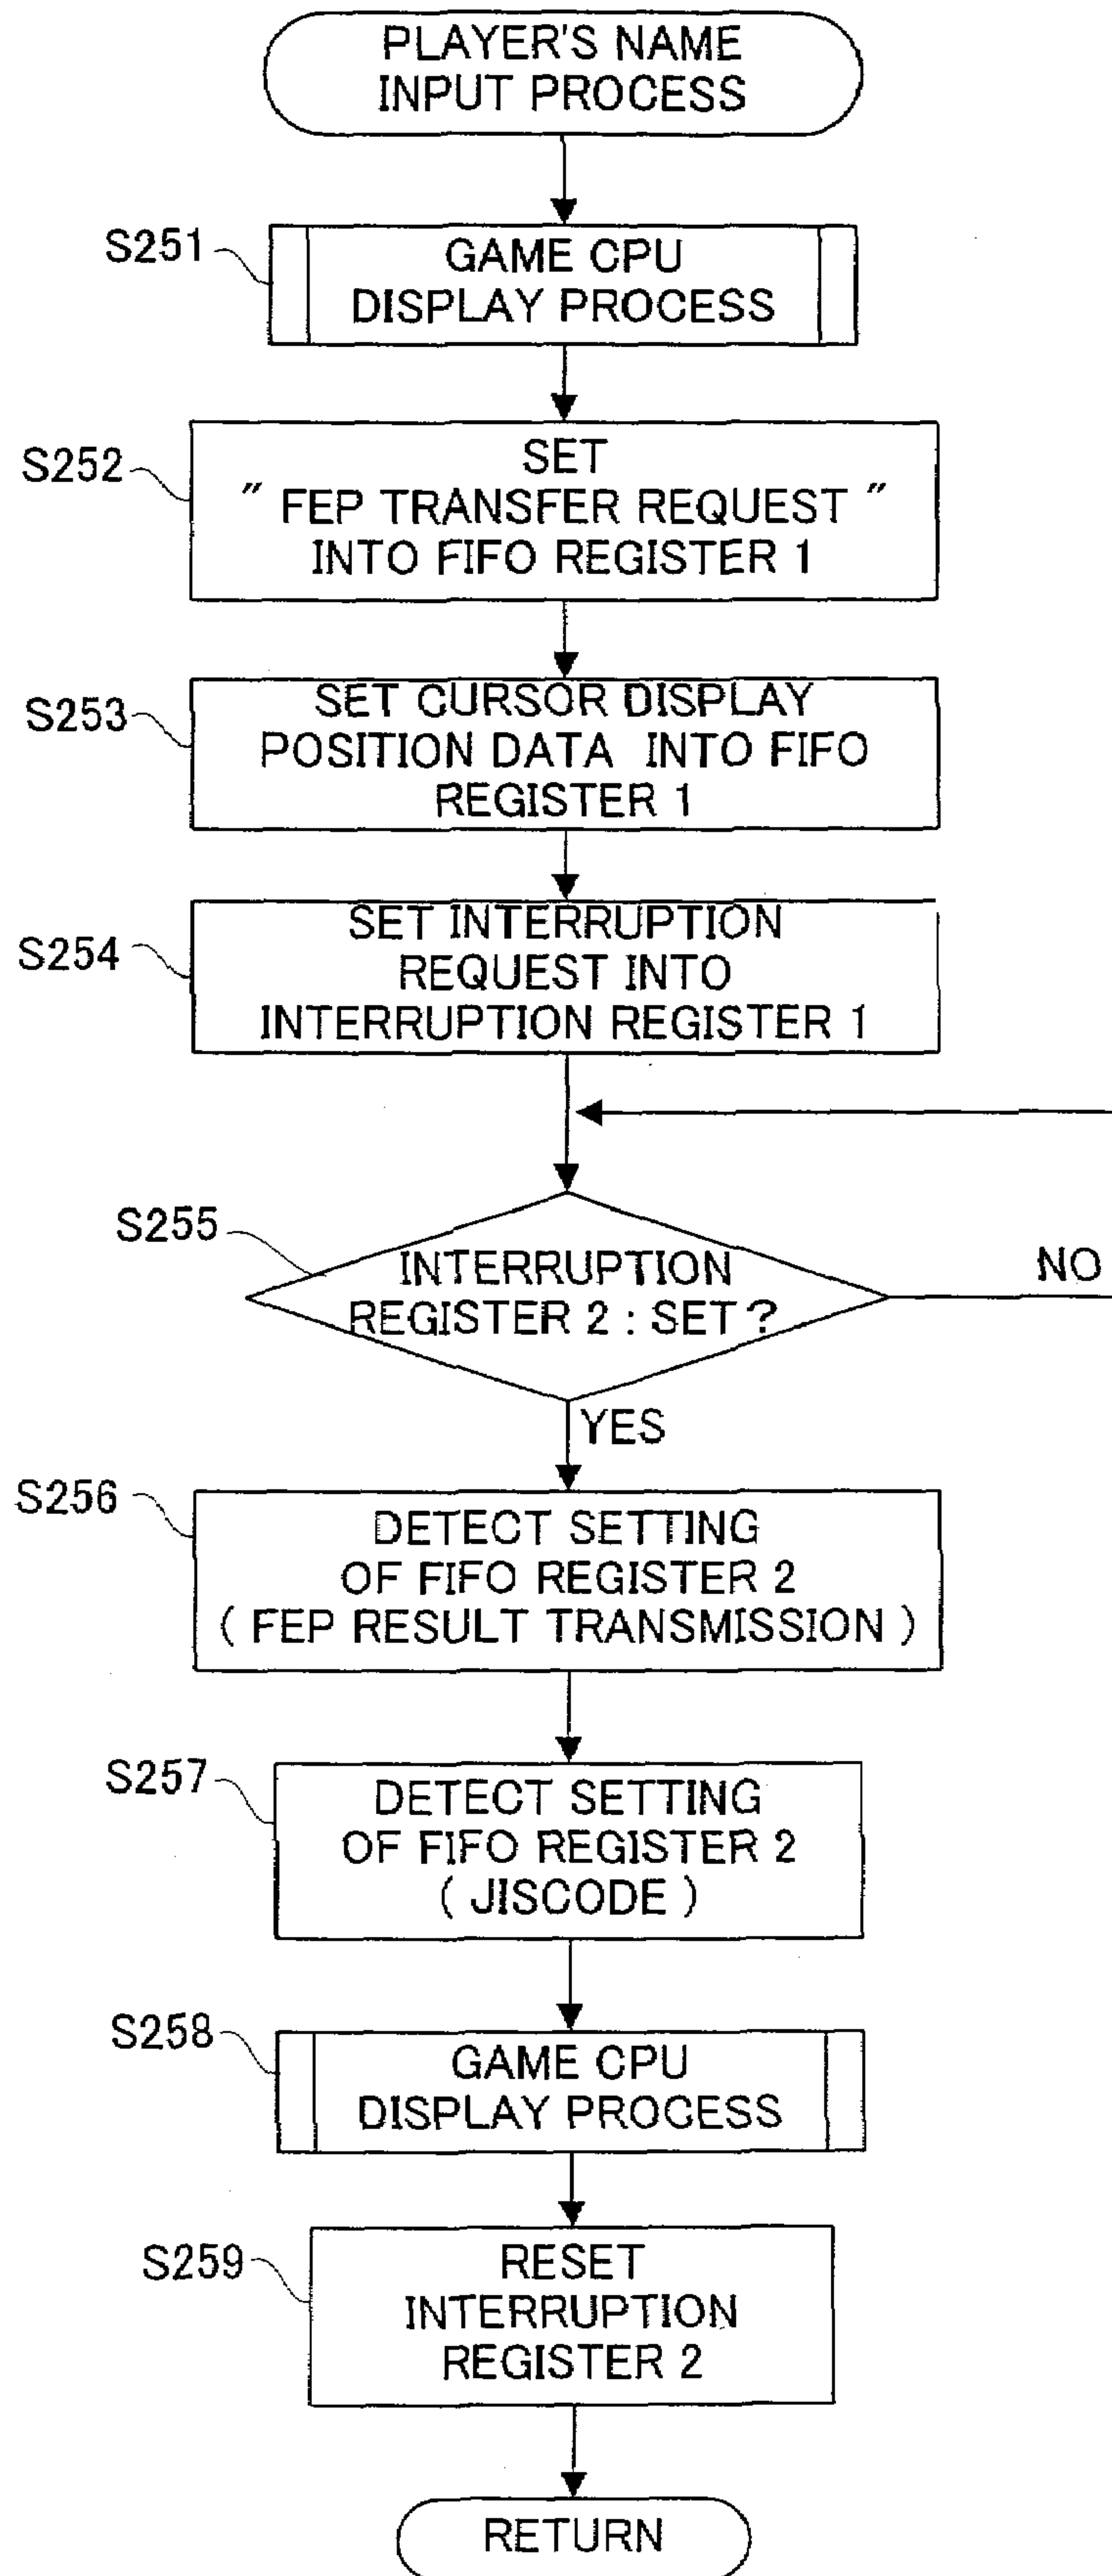 PLAYER'S NAME
INPUT PROCESS
S251
GAME CPU
DISPLAY PROCESS
S252
SET
" FEP TRANSFER REQUEST "
INTO FIFO REGISTER 1
S253
SET CURSOR DISPLAY
POSITION DATA INTO FIFO
REGISTER 1
S254
SET INTERRUPTION
REQUEST INTO
INTERRUPTION REGISTER 1
S255
INTERRUPTION
REGISTER 2 : SET ?
NO
YES
S256
DETECT SETTING
OF FIFO REGISTER 2
( FEP RESULT TRANSMISSION )
S257
DETECT SETTING
OF FIFO REGISTER 2
( JISCODE )
S258
GAME CPU
DISPLAY PROCESS
S259
RESET
INTERRUPTION
REGISTER 2
RETURN